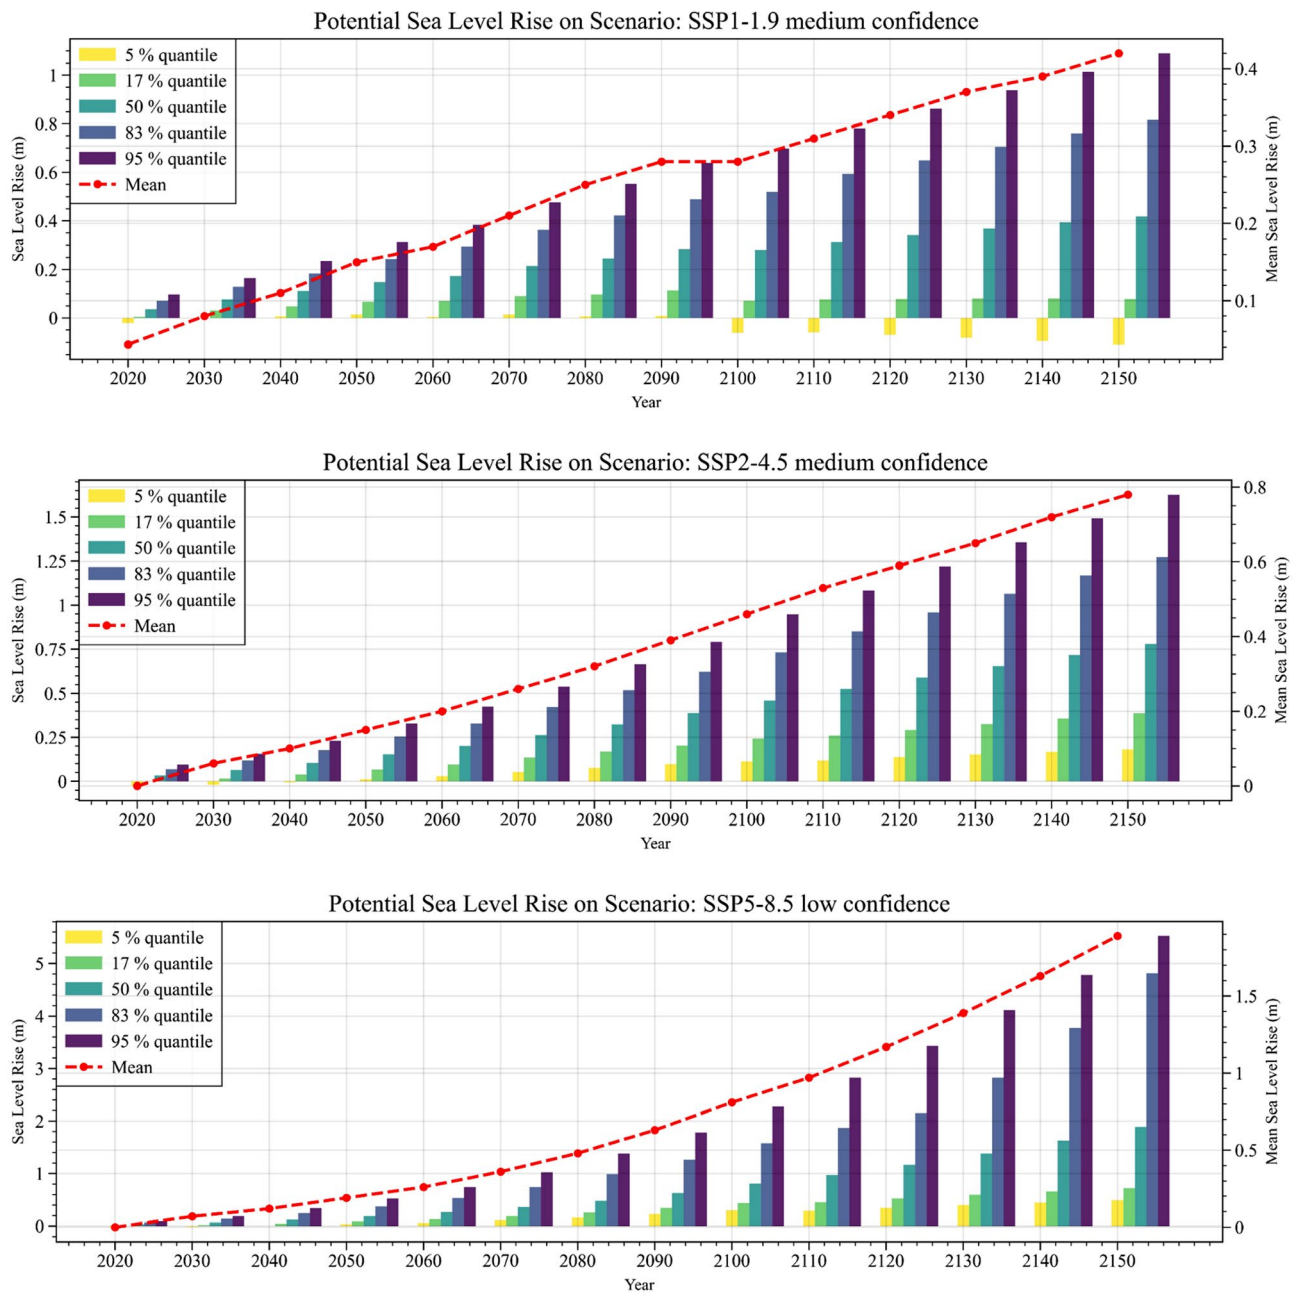 Potential Sea Level Rise on Scenario: SSP1-1.9 medium confidence
5 % quantile
17 % quantile
50 % quantile
83 % quantile
95 % quantile
Mean
Sea Level Rise (m)
1
0.8
0.6
0.4
0.2
0
Mean Sea Level Rise (m)
0.4
0.3
0.2
0.1
2020 2030 2040 2050 2060 2070 2080 2090 2100 2110 2120 2130 2140 2150
Year
Potential Sea Level Rise on Scenario: SSP2-4.5 medium confidence
5 % quantile
17 % quantile
50 % quantile
83 % quantile
95 % quantile
Mean
Sea Level Rise (m)
1.5
1.25
1
0.75
0.5
0.25
0
Mean Sea Level Rise (m)
0.8
0.6
0.4
0.2
0
2020 2030 2040 2050 2060 2070 2080 2090 2100 2110 2120 2130 2140 2150
Year
Potential Sea Level Rise on Scenario: SSP5-8.5 low confidence
5 % quantile
17 % quantile
50 % quantile
83 % quantile
95 % quantile
Mean
Sea Level Rise (m)
5
4
3
2
1
0
Mean Sea Level Rise (m)
1.5
1
0.5
0
2020 2030 2040 2050 2060 2070 2080 2090 2100 2110 2120 2130 2140 2150
Year